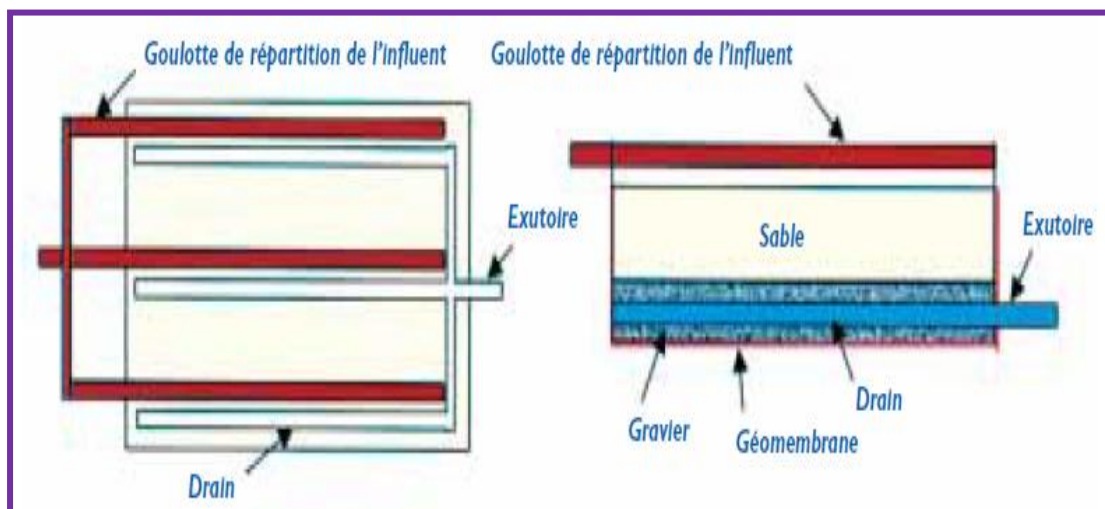 Goulotte de répartition de l'influent
Exutoire
Drain
Goulotte de répartition de l'influent
Sable
Exutoire
Drain
Gravier
Géomembrane